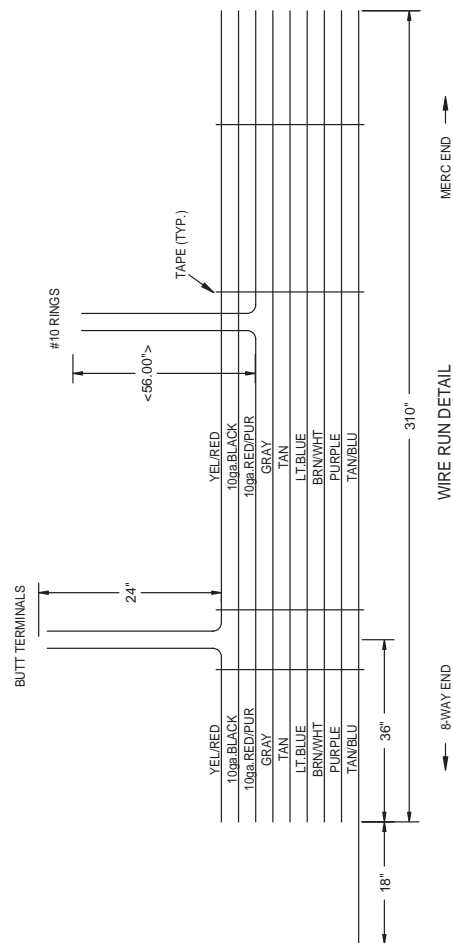 BUTT TERMINALS
24"
#10 RINGS
<56.00">
TAPE (TYP.)
YEL/RED
10ga.BLACK
10ga.RED/PUR
GRAY
TAN
LT.BLUE
BRN/WHT
PURPLE
TAN/BLU
YEL/RED
10ga.BLACK
10ga.RED/PUR
GRAY
TAN
LT.BLUE
BRN/WHT
PURPLE
TAN/BLU
18"
36"
310"
8-WAY END
WIRE RUN DETAIL
MERC END